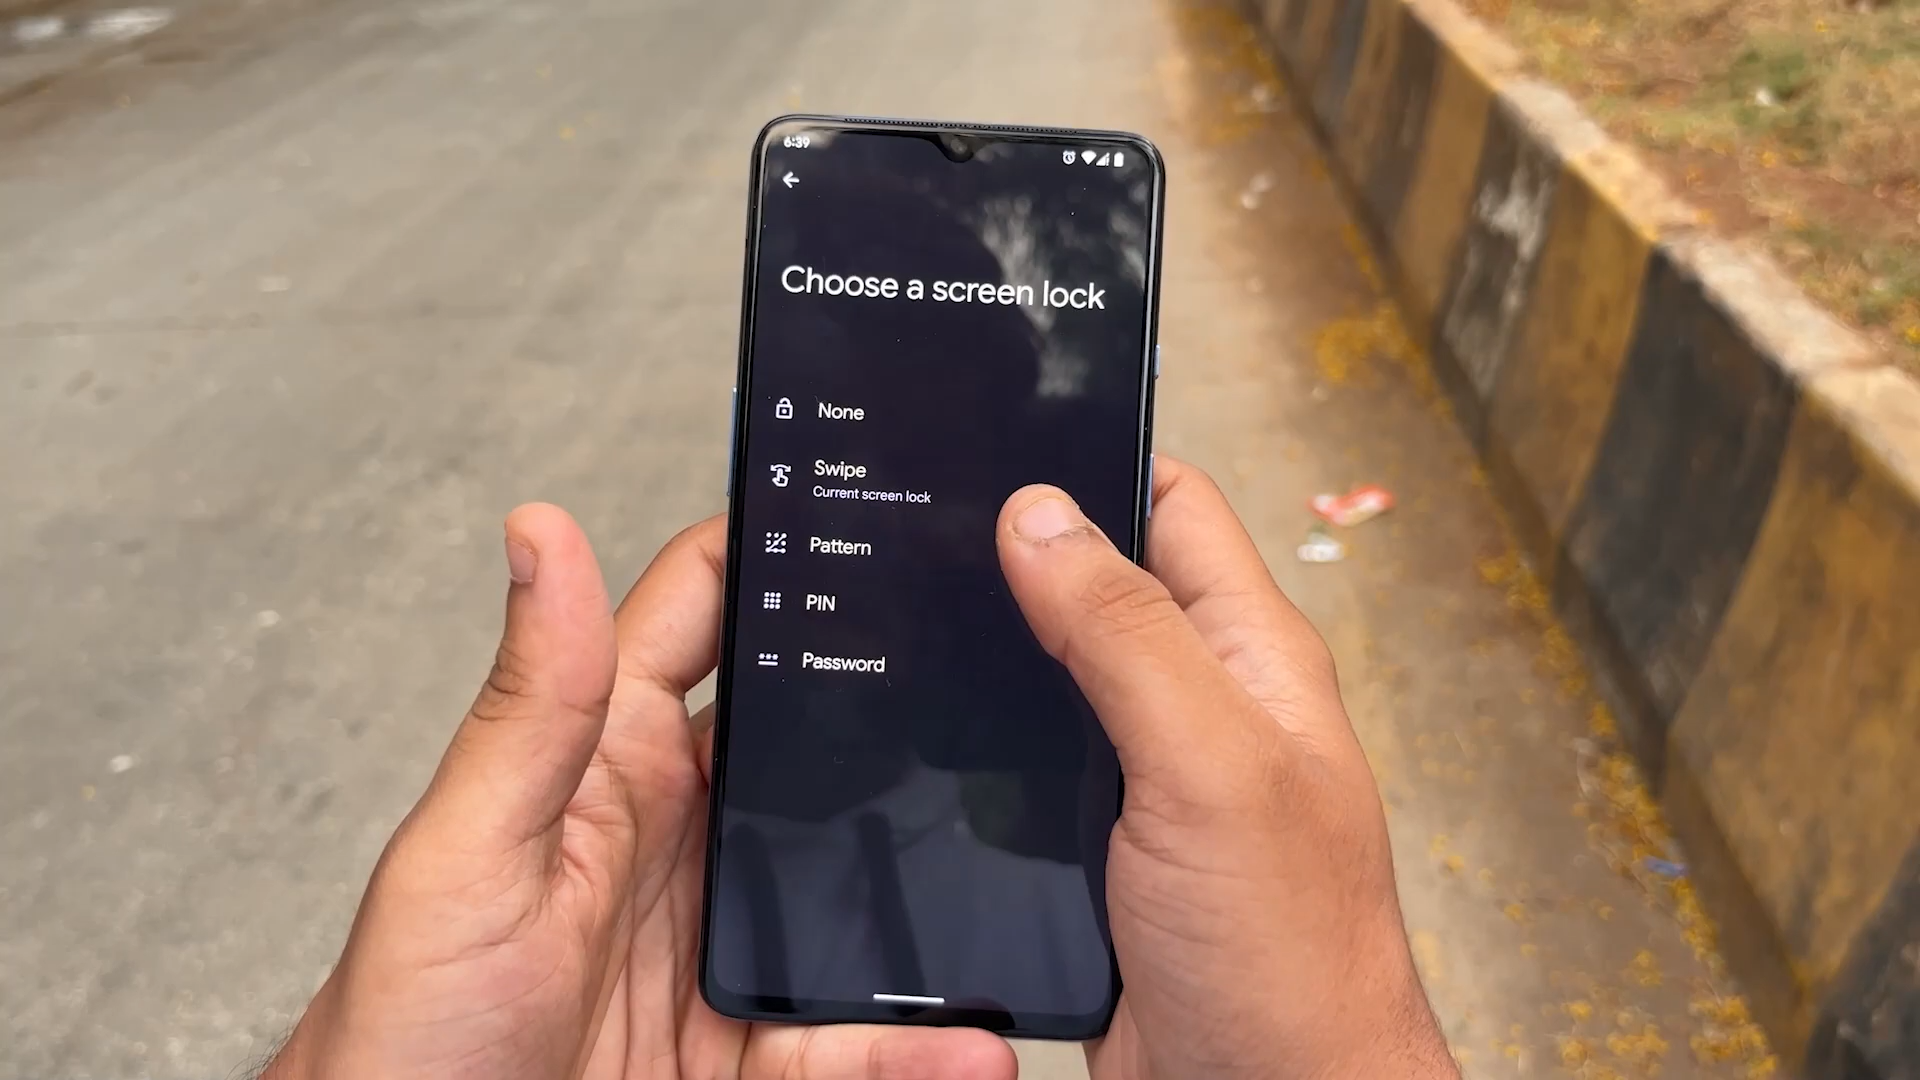 6:39
Choose a screen lock
None
Swipe
Current screen lock
Pattern
PIN
Password